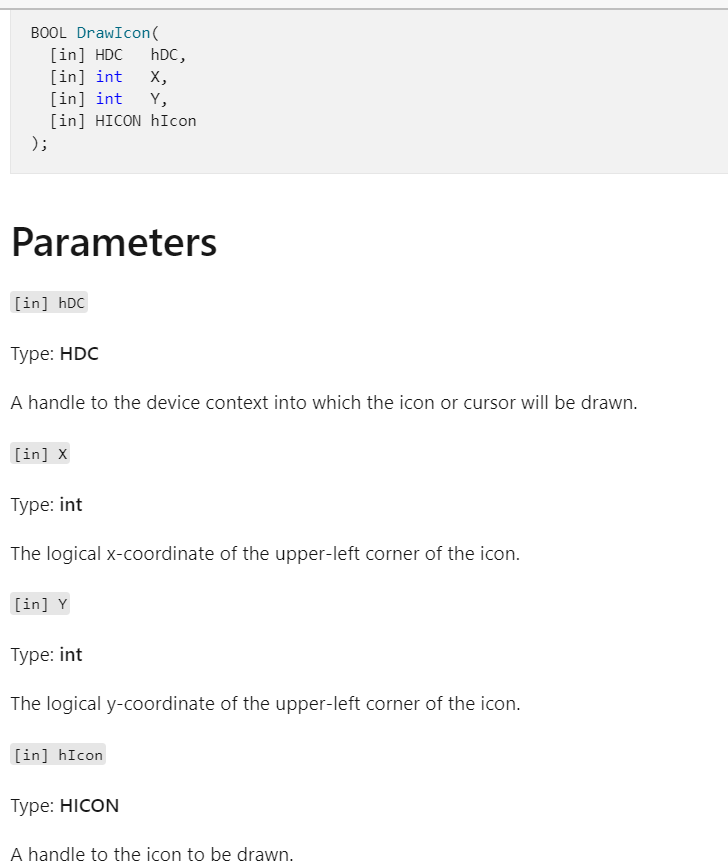 BOOL DrawIcon(
  [in] HDC   hDC,
  [in] int   X,
  [in] int   Y,
  [in] HICON hIcon
);
Parameters
[in] hDC
Type: HDC
A handle to the device context into which the icon or cursor will be drawn.
[in] X
Type: int
The logical x-coordinate of the upper-left corner of the icon.
[in] Y
Type: int
The logical y-coordinate of the upper-left corner of the icon.
[in] hIcon
Type: HICON
A handle to the icon to be drawn.